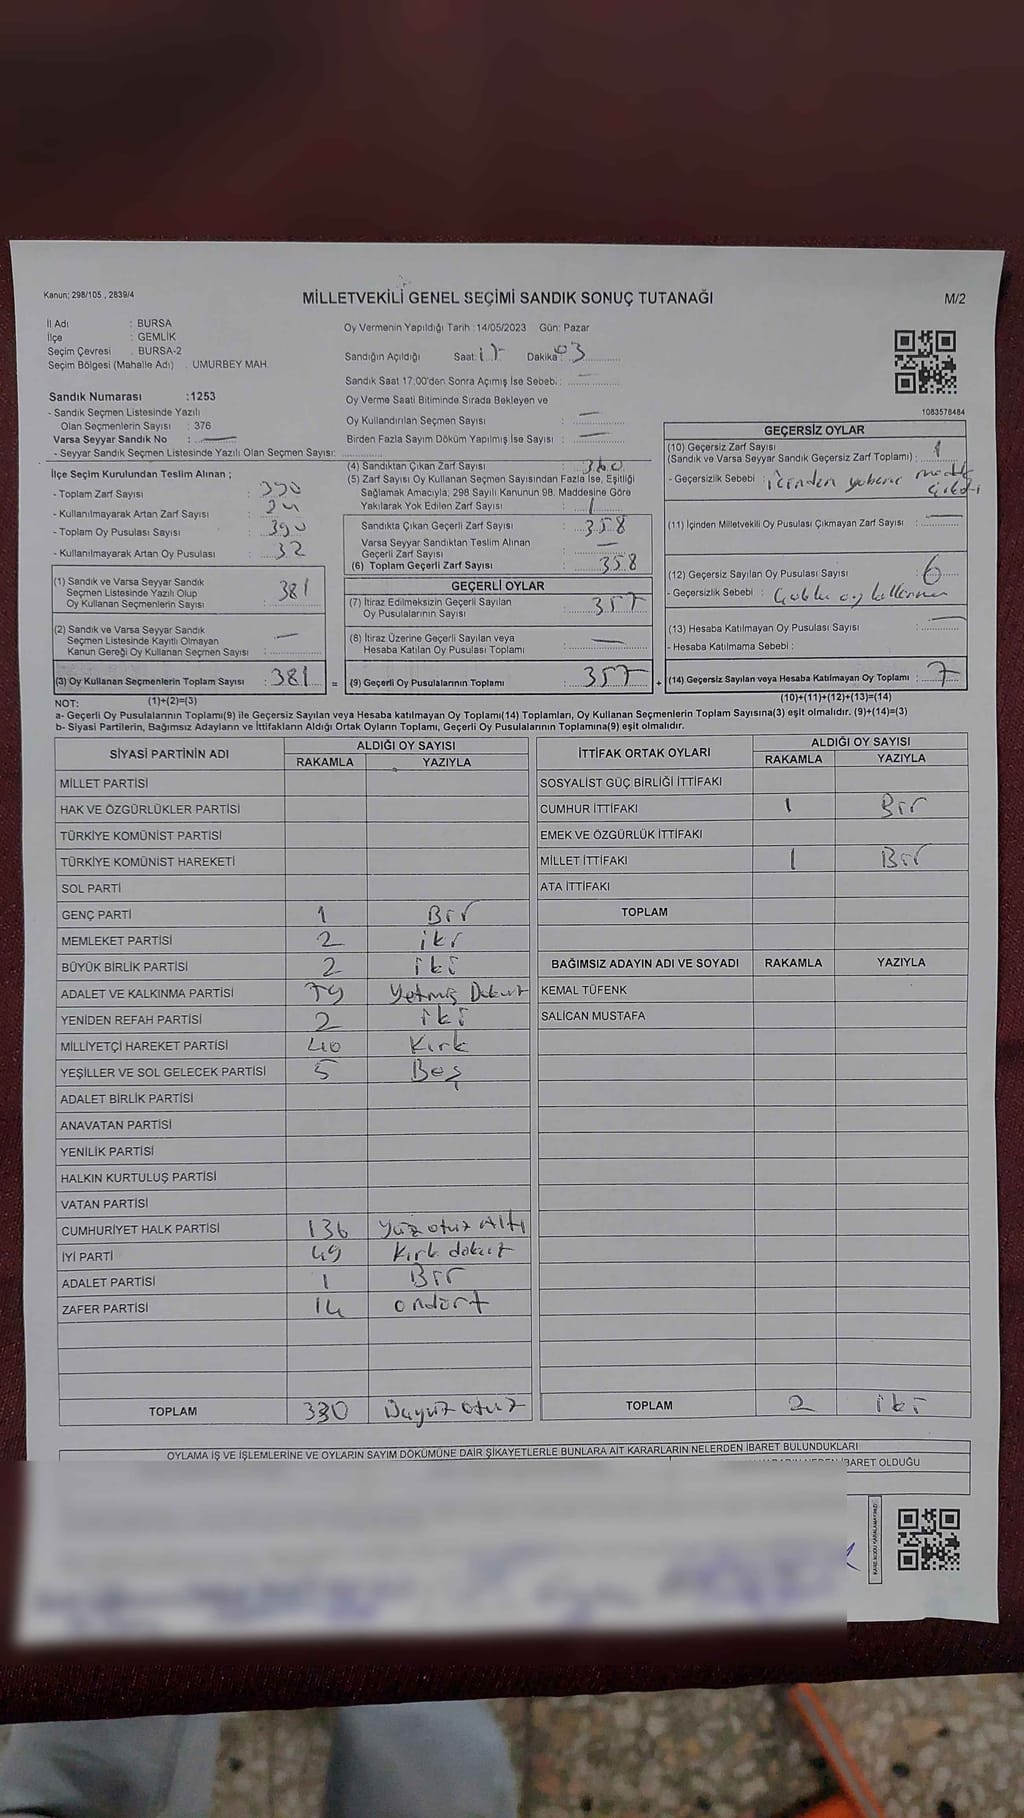 Kanun; 298/105 , 2839/4
MİLLETVEKİLİ GENEL SEÇİMİ SANDIK SONUÇ TUTANAĞI
M/2
İl Adı : BURSA
İlçe : GEMLİK
Seçim Çevresi : BURSA-2
Seçim Bölgesi (Mahalle Adı) : UMURBEY MAH.
Oy Vermenin Yapıldığı Tarih :14/05/2023 Gün: Pazar
Sandığın Açıldığı Saat: 17 Dakika: 03
Sandık Saat 17:00'den Sonra Açımış İse Sebebi : —
Oy Verme Saati Bitiminde Sırada Bekleyen ve
Oy Kullandırılan Seçmen Sayısı : —
Birden Fazla Sayım Döküm Yapılmış İse Sayısı : —
1083578484
Sandık Numarası :1253
- Sandık Seçmen Listesinde Yazılı
Olan Seçmenlerin Sayısı : 376
Varsa Seyyar Sandık No : —
- Seyyar Sandık Seçmen Listesinde Yazılı Olan Seçmen Sayısı:
İlçe Seçim Kurulundan Teslim Alınan ;
- Toplam Zarf Sayısı : 390
- Kullanılmayarak Artan Zarf Sayısı :
- Toplam Oy Pusulası Sayısı : 390
- Kullanılmayarak Artan Oy Pusulası : 32
(1) Sandık ve Varsa Seyyar Sandık
Seçmen Listesinde Yazılı Olup
Oy Kullanan Seçmenlerin Sayısı : 381
(2) Sandık ve Varsa Seyyar Sandık
Seçmen Listesinde Kayıtlı Olmayan
Kanun Gereği Oy Kullanan Seçmen Sayısı : —
(3) Oy Kullanan Seçmenlerin Toplam Sayısı : 381 =
(4) Sandıktan Çıkan Zarf Sayısı : 360
(5) Zarf Sayısı Oy Kullanan Seçmen Sayısından Fazla İse, Eşitliği
Sağlamak Amacıyla; 298 Sayılı Kanunun 98. Maddesine Göre
Yakılarak Yok Edilen Zarf Sayısı : 1
Sandıkta Çıkan Geçerli Zarf Sayısı : 358
Varsa Seyyar Sandıktan Teslim Alınan
Geçerli Zarf Sayısı : —
(6) Toplam Geçerli Zarf Sayısı : 358
GEÇERLİ OYLAR
(7) İtiraz Edilmeksizin Geçerli Sayılan
Oy Pusulalarının Sayısı : 357
(8) İtiraz Üzerine Geçerli Sayılan veya
Hesaba Katılan Oy Pusulası Toplamı : —
(9) Geçerli Oy Pusulalarının Toplamı : 357 +
GEÇERSİZ OYLAR
(10) Geçersiz Zarf Sayısı
(Sandık ve Varsa Seyyar Sandık Geçersiz Zarf Toplamı) : 1
- Geçersizlik Sebebi : içinden yabancı madde
çıktı
(11) İçinden Milletvekili Oy Pusulası Çıkmayan Zarf Sayısı : —
(12) Geçersiz Sayılan Oy Pusulası Sayısı : 6
- Geçersizlik Sebebi : oy
(13) Hesaba Katılmayan Oy Pusulası Sayısı : —
- Hesaba Katılmama Sebebi :
(14) Geçersiz Sayılan veya Hesaba Katılmayan Oy Toplamı : 7
NOT: (1)+(2)=(3)
(10)+(11)+(12)+(13)=(14)
a- Geçerli Oy Pusulalarının Toplamı(9) ile Geçersiz Sayılan veya Hesaba katılmayan Oy Toplamı(14) Toplamları, Oy Kullanan Seçmenlerin Toplam Sayısına(3) eşit olmalıdır. (9)+(14)=(3)
b- Siyasi Partilerin, Bağımsız Adayların ve İttifakların Aldığı Ortak Oyların Toplamı, Geçerli Oy Pusulalarının Toplamına(9) eşit olmalıdır.
SİYASİ PARTİNİN ADI
ALDIĞI OY SAYISI
RAKAMLA YAZIYLA
MİLLET PARTİSİ
HAK VE ÖZGÜRLÜKLER PARTİSİ
TÜRKİYE KOMÜNİST PARTİSİ
TÜRKİYE KOMÜNİST HAREKETİ
SOL PARTİ
GENÇ PARTİ 1 Bir
MEMLEKET PARTİSİ 2 iki
BÜYÜK BİRLİK PARTİSİ 2 iki
ADALET VE KALKINMA PARTİSİ 79 Yetmiş Dokuz
YENİDEN REFAH PARTİSİ 2 iki
MİLLİYETÇİ HAREKET PARTİSİ 40 Kırk
YEŞİLLER VE SOL GELECEK PARTİSİ 5 Beş
ADALET BİRLİK PARTİSİ
ANAVATAN PARTİSİ
YENİLİK PARTİSİ
HALKIN KURTULUŞ PARTİSİ
VATAN PARTİSİ
CUMHURİYET HALK PARTİSİ 136 Yüz otuz Altı
İYİ PARTİ 49 Kırk dokuz
ADALET PARTİSİ 1 Bir
ZAFER PARTİSİ 14 ondört
TOPLAM 330 otuz
İTTİFAK ORTAK OYLARI
ALDIĞI OY SAYISI
RAKAMLA YAZIYLA
SOSYALİST GÜÇ BİRLİĞİ İTTİFAKI
CUMHUR İTTİFAKI 1 Bir
EMEK VE ÖZGÜRLÜK İTTİFAKI
MİLLET İTTİFAKI 1 Bir
ATA İTTİFAKI
TOPLAM
BAĞIMSIZ ADAYIN ADI VE SOYADI RAKAMLA YAZIYLA
KEMAL TÜFENK
SALİCAN MUSTAFA
TOPLAM 2 iki
OYLAMA İŞ VE İŞLEMLERİNE VE OYLARIN SAYIM DÖKÜMÜNE DAİR ŞİKAYETLERLE BUNLARA AİT KARARLARIN NELERDEN İBARET BULUNDUKLARI
İBARET OLDUĞU